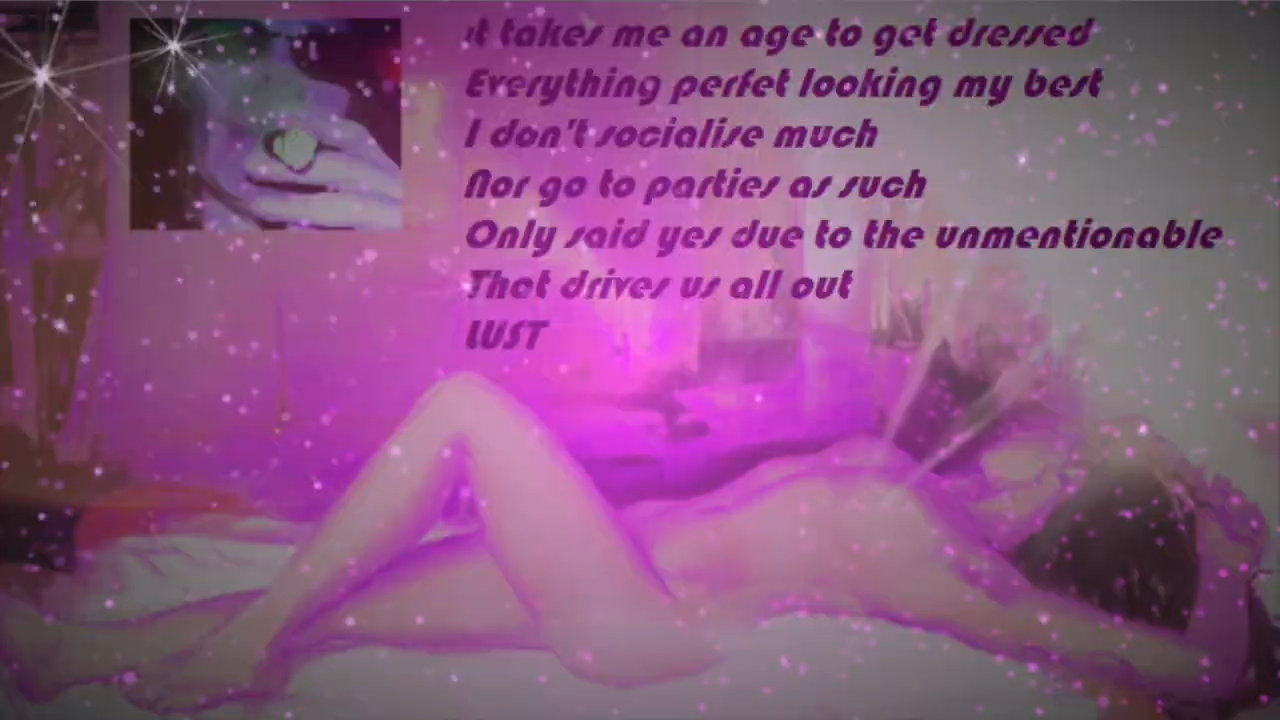 it takes me an age to get dressed
Everything perfet looking my best
I don't socialise much
Nor go to parties as such
Only said yes due to the unmentionable
That drives us all out
LUST